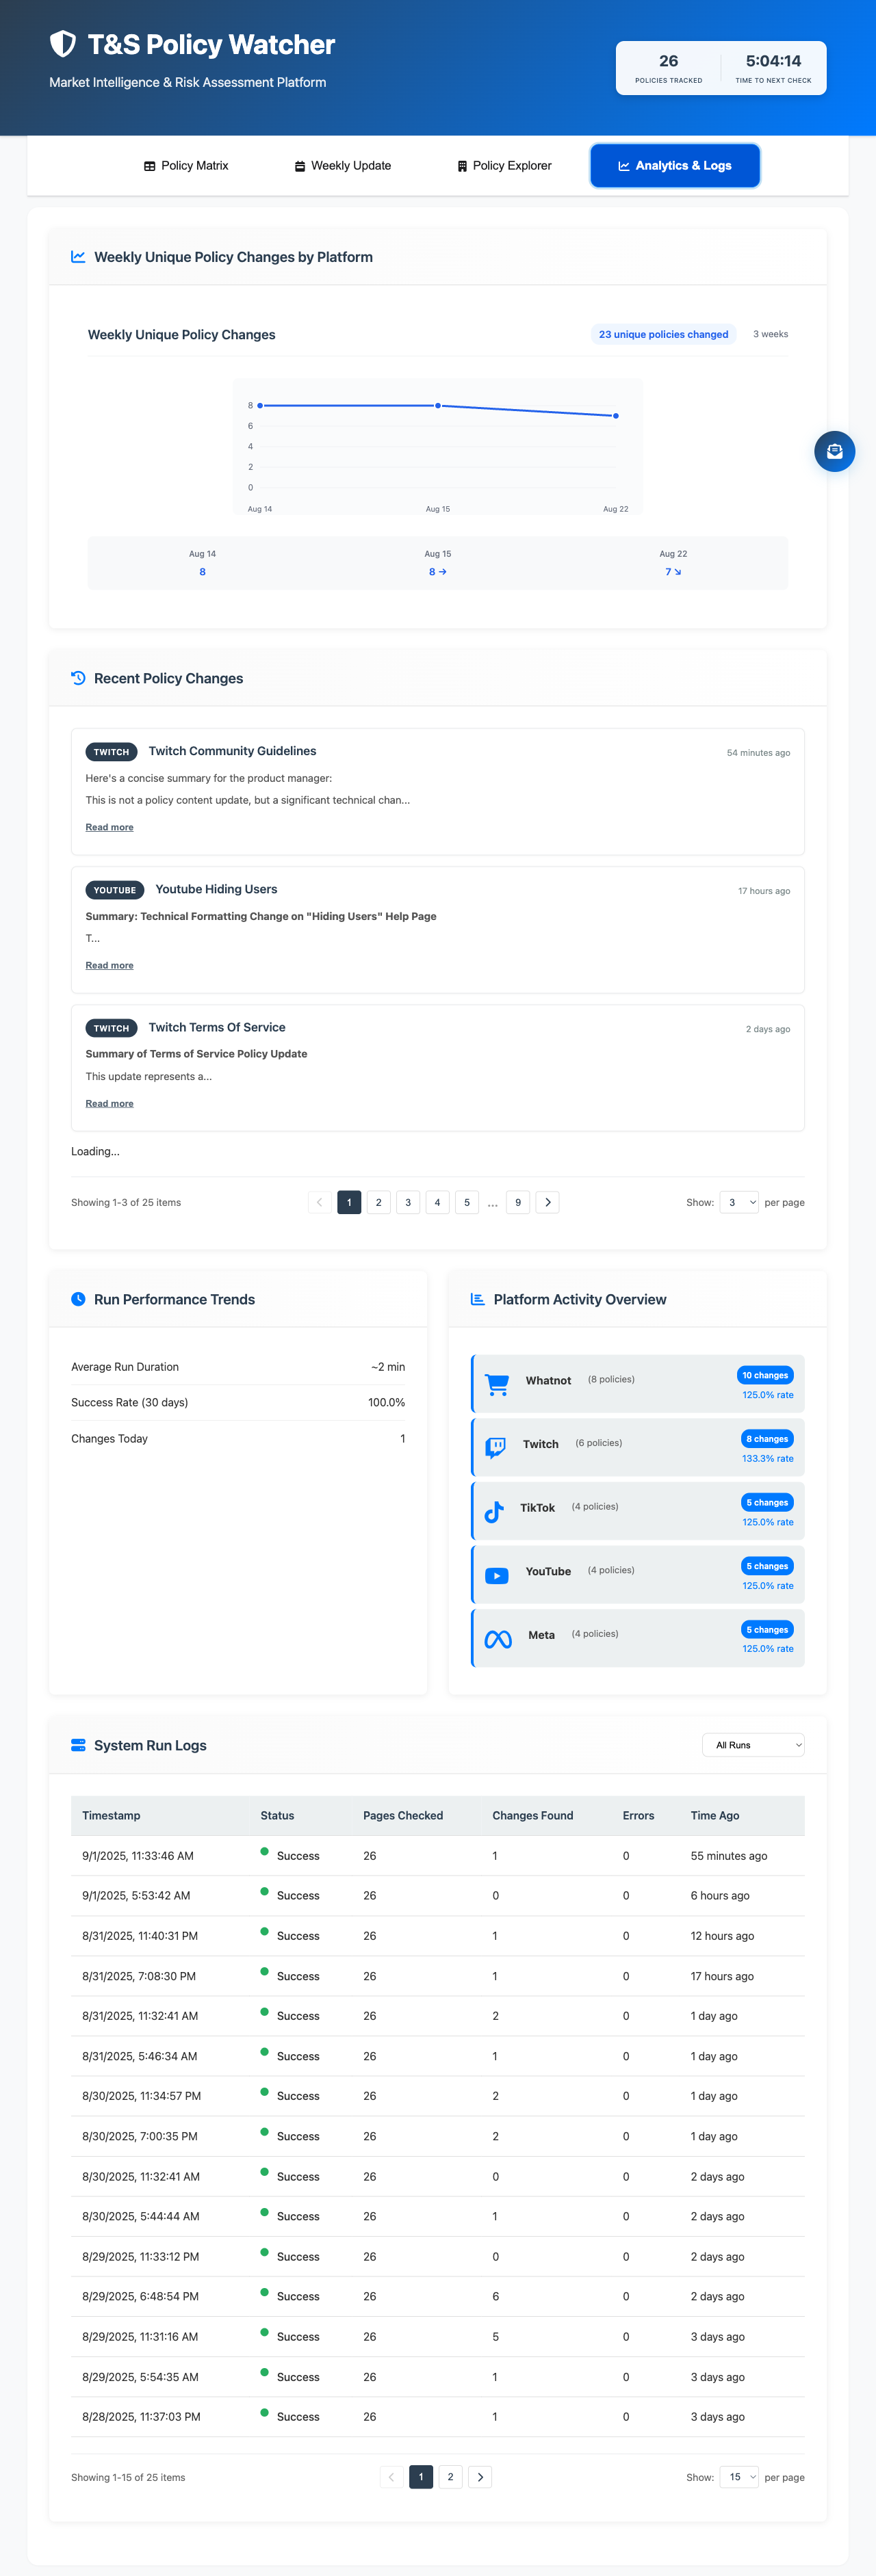 T&S Policy Watcher
Market Intelligence & Risk Assessment Platform
26
POLICIES TRACKED
5:04:14
TIME TO NEXT CHECK
Policy Matrix
Weekly Update
Policy Explorer
Analytics & Logs
Weekly Unique Policy Changes by Platform
Weekly Unique Policy Changes
23 unique policies changed
3 weeks
8
6
4
2
0
Aug 14
Aug 15
Aug 22
Aug 14
8
Aug 15
8 →
Aug 22
7 ↘
Recent Policy Changes
TWITCH Twitch Community Guidelines 54 minutes ago
Here's a concise summary for the product manager:
This is not a policy content update, but a significant technical chan...
Read more
YOUTUBE Youtube Hiding Users 17 hours ago
Summary: Technical Formatting Change on "Hiding Users" Help Page
T...
Read more
TWITCH Twitch Terms Of Service 2 days ago
Summary of Terms of Service Policy Update
This update represents a...
Read more
Loading...
Showing 1-3 of 25 items
1 2 3 4 5 ... 9
Show: 3 per page
Run Performance Trends
Average Run Duration ~2 min
Success Rate (30 days) 100.0%
Changes Today 1
Platform Activity Overview
Whatnot (8 policies) 10 changes
125.0% rate
Twitch (6 policies) 8 changes
133.3% rate
TikTok (4 policies) 5 changes
125.0% rate
YouTube (4 policies) 5 changes
125.0% rate
Meta (4 policies) 5 changes
125.0% rate
System Run Logs
All Runs
Timestamp Status Pages Checked Changes Found Errors Time Ago
9/1/2025, 11:33:46 AM Success 26 1 0 55 minutes ago
9/1/2025, 5:53:42 AM Success 26 0 0 6 hours ago
8/31/2025, 11:40:31 PM Success 26 1 0 12 hours ago
8/31/2025, 7:08:30 PM Success 26 1 0 17 hours ago
8/31/2025, 11:32:41 AM Success 26 2 0 1 day ago
8/31/2025, 5:46:34 AM Success 26 1 0 1 day ago
8/30/2025, 11:34:57 PM Success 26 2 0 1 day ago
8/30/2025, 7:00:35 PM Success 26 2 0 1 day ago
8/30/2025, 11:32:41 AM Success 26 0 0 2 days ago
8/30/2025, 5:44:44 AM Success 26 1 0 2 days ago
8/29/2025, 11:33:12 PM Success 26 0 0 2 days ago
8/29/2025, 6:48:54 PM Success 26 6 0 2 days ago
8/29/2025, 11:31:16 AM Success 26 5 0 3 days ago
8/29/2025, 5:54:35 AM Success 26 1 0 3 days ago
8/28/2025, 11:37:03 PM Success 26 1 0 3 days ago
Showing 1-15 of 25 items
1 2
Show: 15 per page